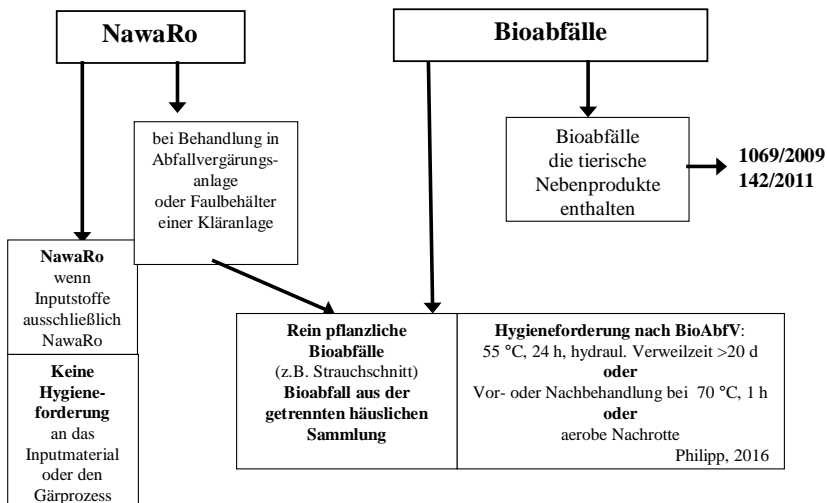 NawaRo
Bioabfälle
bei Behandlung in
Abfallvergärungs-
anlage
oder Faulbehälter
einer Kläranlage
Bioabfälle
die tierische
Nebenprodukte
enthalten
1069/2009
142/2011
NawaRo
wenn
Inputstoffe
ausschließlich
NawaRo
Keine
Hygiene-
forderung
an das
Inputmaterial
oder den
Gärprozess
Rein pflanzliche
Bioabfälle
(z.B. Strauchschnitt)
Bioabfall aus der
getrennten häuslichen
Sammlung
Hygieneforderung nach BioAbfV:
55 °C, 24 h, hydraul. Verweilzeit >20 d
oder
Vor- oder Nachbehandlung bei 70 °C, 1 h
oder
aerobe Nachrotte
Philipp, 2016